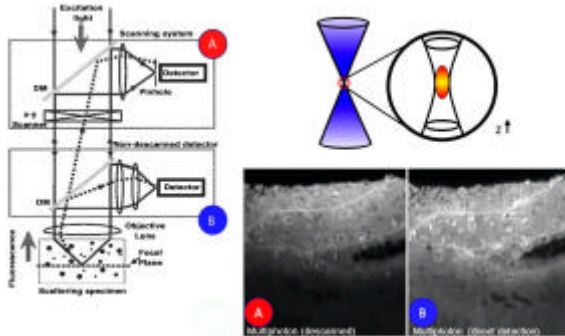 Excitation
light
Scanning system
A
Detector
DM
Pinhole
x-y
Scanner
Non-descanned detector
Detector
DM
B
Objective
Lens
Fluorescence
Focal
Plane
Scattering specimen
z
A
Multiphoton (descanned)
B
Multiphoton (direct detection)